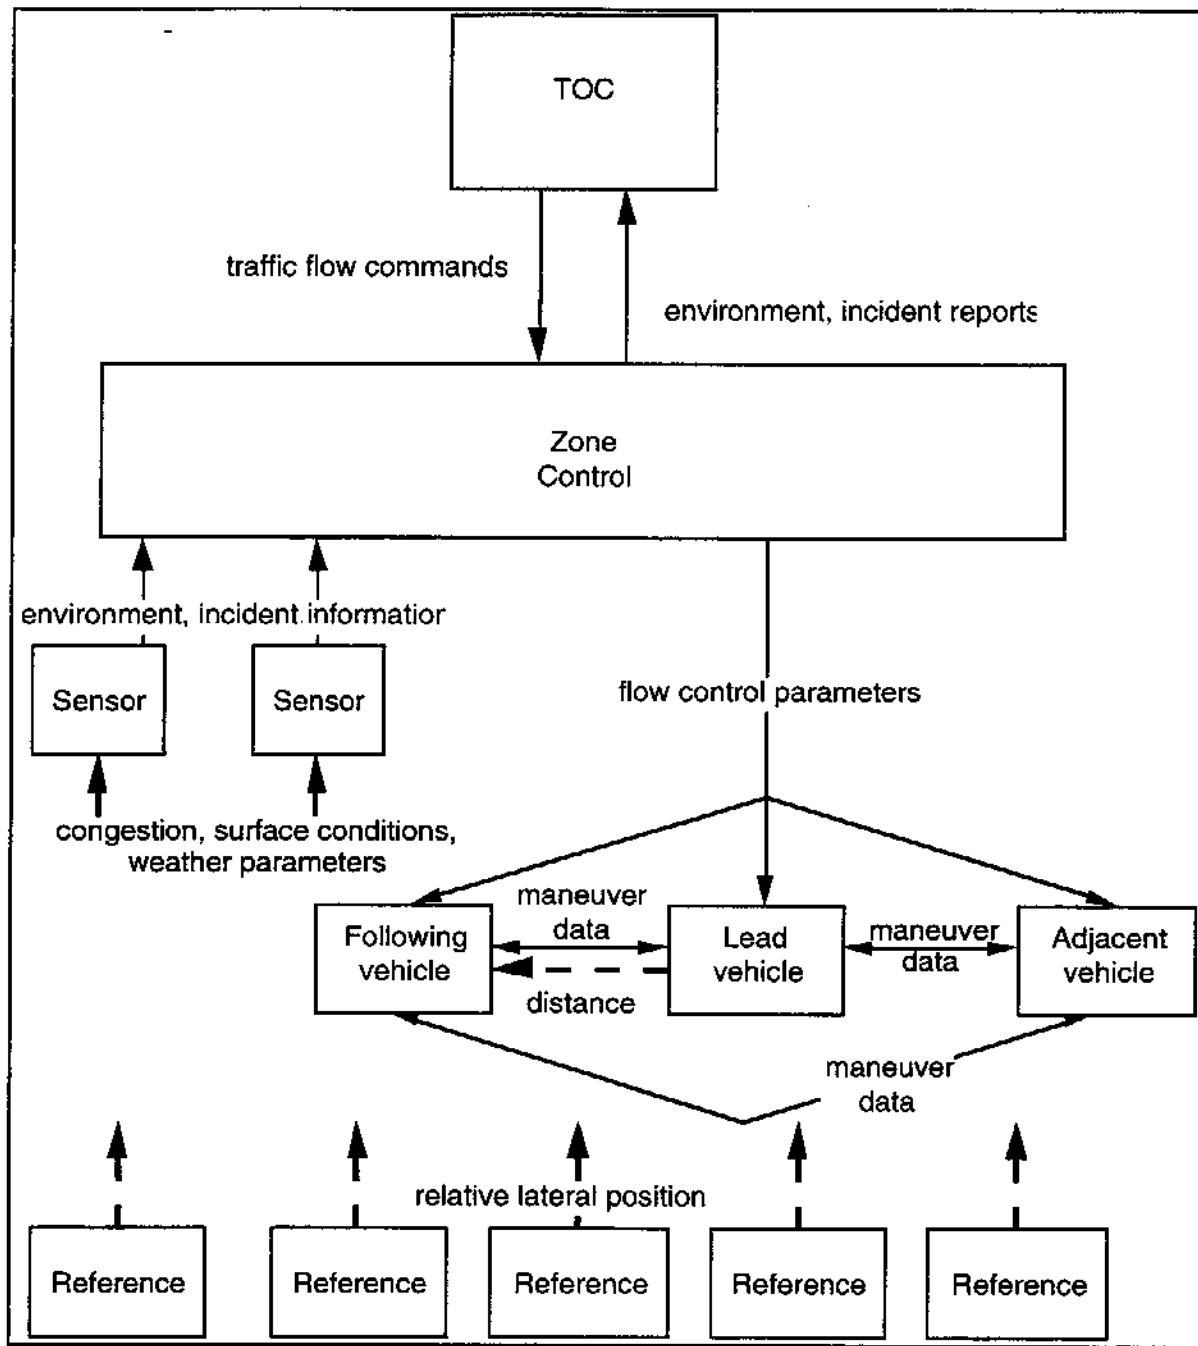 TOC
traffic flow commands
environment, incident reports
Zone
Control
environment, incident information
Sensor
Sensor
flow control parameters
congestion, surface conditions,
weather parameters
Following
vehicle
maneuver
data
distance
Lead
vehicle
maneuver
data
Adjacent
vehicle
maneuver
data
relative lateral position
Reference
Reference
Reference
Reference
Reference